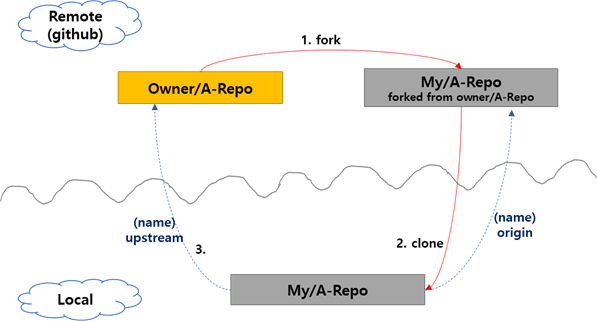 Remote
(github)
1. fork
Owner/A-Repo
My/A-Repo
forked from owner/A-Repo
(name)
upstream
3.
2. clone
(name)
origin
Local
My/A-Repo